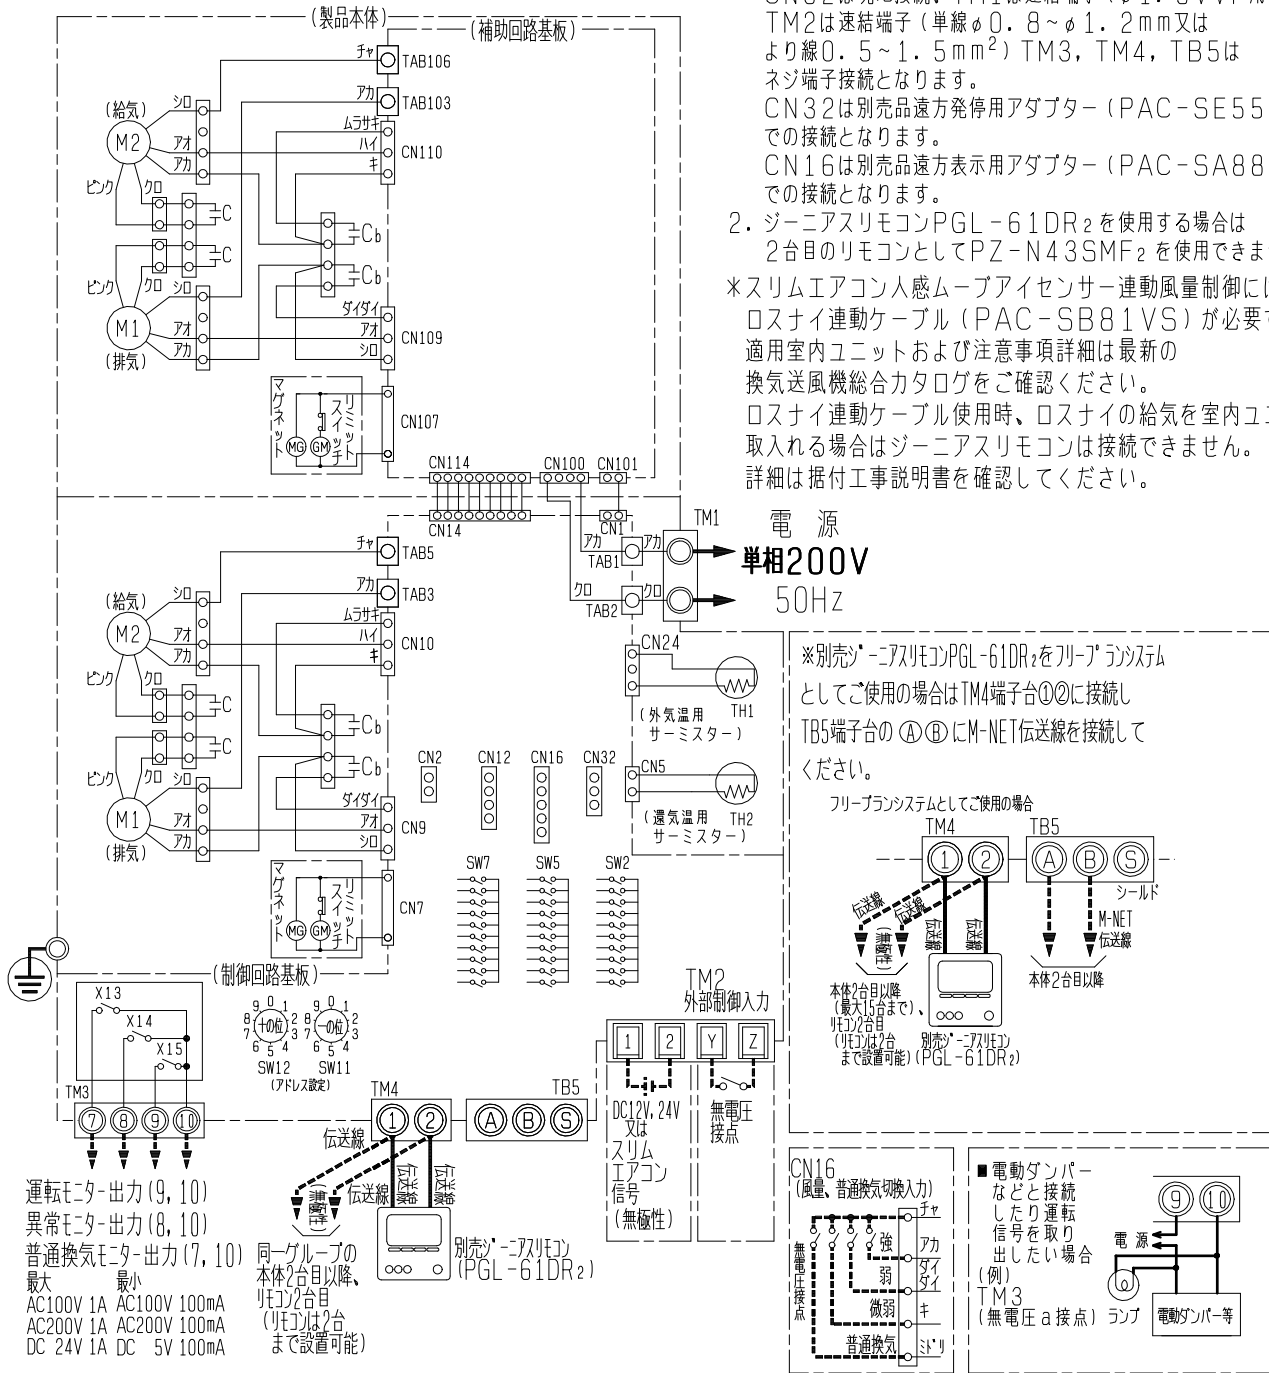 TM2は速結端子（単線φ0．8～φ1．2mm又は
より線0．5～1．5mm²）TM3，TM4，TB5は
ネジ端子接続となります。
CN32は別売品遠方発停用アダプター（PAC－SE55
での接続となります。
CN16は別売品遠方表示用アダプター（PAC－SA88
での接続となります。
2．ジーニアスリモコンPGL－61DR2を使用する場合は
2台目のリモコンとしてPZ－N43SMF2を使用できま
＊スリムエアコン人感ムーブアイセンサー連動風量制御に
ロスナイ連動ケーブル（PAC－SB81VS）が必要
適用室内ユニットおよび注意事項詳細は最新の
換気送風機総合カタログをご確認ください。
ロスナイ連動ケーブル使用時、ロスナイの給気を室内ユ
取入れる場合はジーニアスリモコンは接続できません。
詳細は据付工事説明書を確認してください。
（製品本体）
（補助回路基板）
チャ TAB106
アカ TAB103
ムラサキ
ハイ CN110
キ
（給気）
M2
シロ
アオ
アカ
ピンク クロ
C
C
Cb
Cb
ピンク クロ シロ
M1
アオ
アカ
（排気）
ダイダイ
アオ CN109
シロ
マグネット
リミットスイッチ
MG GM
CN107
CN114 CN100 CN101
CN14 CN1
アカ TAB1 アカ
クロ TAB2 クロ
TM1
電 源
単相200V
50Hz
チャ TAB5
アカ TAB3
ムラサキ
ハイ CN10
キ
（給気）
M2
シロ
アオ
アカ
ピンク クロ
C
C
Cb
Cb
ピンク クロ シロ
M1
アオ
アカ
（排気）
ダイダイ
アオ CN9
シロ
マグネット
リミットスイッチ
MG GM
CN7
CN24
TH1
（外気温用
サーミスター）
CN2 CN12 CN16 CN32 CN5
TH2
（還気温用
サーミスター）
SW7 SW5 SW2
※別売ジーニアスリモコンPGL-61DR2をフリープランシステム
としてご使用の場合はTM4端子台①②に接続し
TB5端子台のⒶⒷにM-NET伝送線を接続して
ください。
フリープランシステムとしてご使用の場合
TM4 TB5
1 2 A B S
シールド
伝送線 伝送線
伝送線 伝送線
（無極性）
M-NET
伝送線
本体2台目以降
本体2台目以降
（最大15台まで）、
リモコン2台目
（リモコンは2台
まで設置可能）
別売ジーニアスリモコン
（PGL-61DR2）
（制御回路基板）
X13
X14
X15
0 1 2 3 4 5 6 7 8 9
十の位
SW12
0 1 2 3 4 5 6 7 8 9
一の位
SW11
（アドレス設定）
TM3
7 8 9 10
TM4
1 2
TB5
A B S
TM2
外部制御入力
1 2 Y Z
DC12V，24V
又は
スリム
エアコン
信号
（無極性）
無電圧
接点
伝送線
伝送線
伝送線 伝送線
（無極性）
運転モニター出力（9，10）
異常モニター出力（8，10）
普通換気モニター出力（7，10）
最大 最小
AC100V 1A AC100V 100mA
AC200V 1A AC200V 100mA
DC 24V 1A DC 5V 100mA
同一グループの
本体2台目以降、
リモコン2台目
（リモコンは2台
まで設置可能）
別売ジーニアスリモコン
（PGL-61DR2）
CN16
（風量、普通換気切換入力）
無電圧接点
チャ
強 アカ
弱 ダイダイ
微弱 キ
普通換気 ミドリ
■電動ダンパー
などと接続
したり運転
信号を取り
出したい場合
（例）
TM3
（無電圧a接点）
9 10
電 源
ランプ
電動ダンパー等